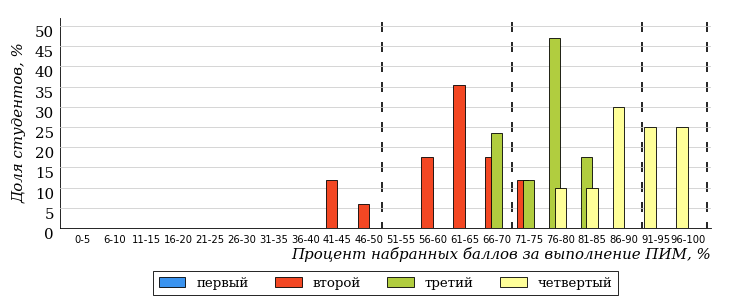 Доля студентов, %
50
45
40
35
30
25
20
15
10
5
0
0-5 6-10 11-15 16-20 21-25 26-30 31-35 36-40 41-45 46-50 51-55 56-60 61-65 66-70 71-75 76-80 81-85 86-90 91-95 96-100
Процент набранных баллов за выполнение ПИМ, %
первый второй третий четвертый